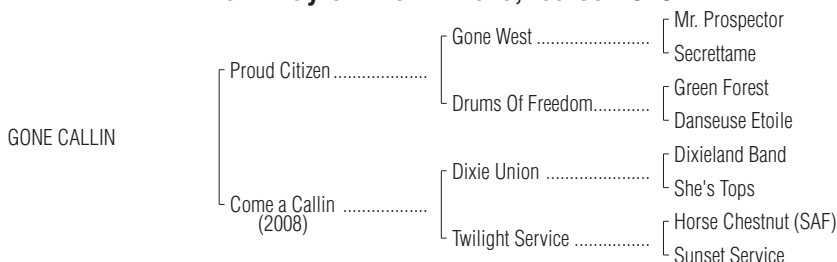 Mr. Prospector
Gone West ........................
Secrettame
Proud Citizen ....................
Green Forest
Drums Of Freedom............
Danseuse Etoile
GONE CALLIN
Dixieland Band
Dixie Union ......................
She's Tops
Come a Callin ..................
(2008)
Horse Chestnut (SAF)
Twilight Service ................
Sunset Service